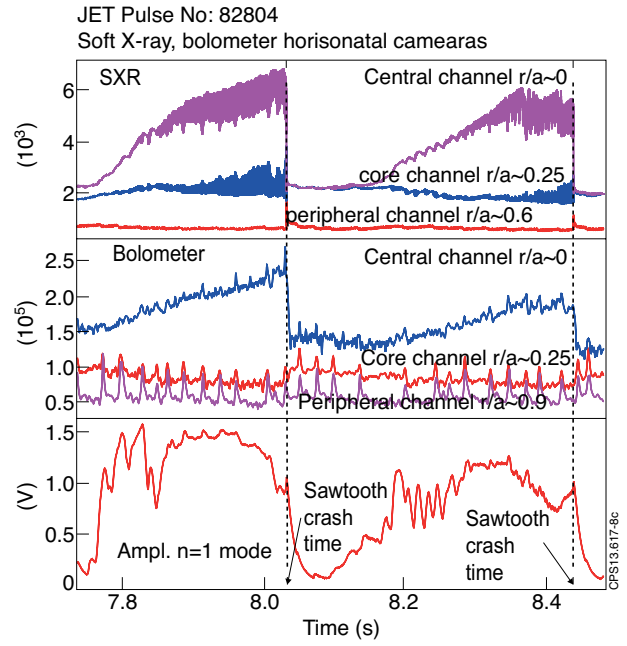 JET Pulse No: 82804
Soft X-ray, bolometer horisonatal camearas
SXR
Central channel r/a~0
6
4
2
(10³)
core channel r/a~0.25
peripheral channel r/a~0.6
Bolometer
Central channel r/a~0
2.5
2.0
1.5
1.0
0.5
(10⁵)
Core channel r/a~0.25
Peripheral channel r/a~0.9
1.5
1.0
0.5
0
(V)
Ampl. n=1 mode
Sawtooth
crash
time
Sawtooth
crash
time
7.8
8.0
8.2
8.4
Time (s)
CPS13.617-8c